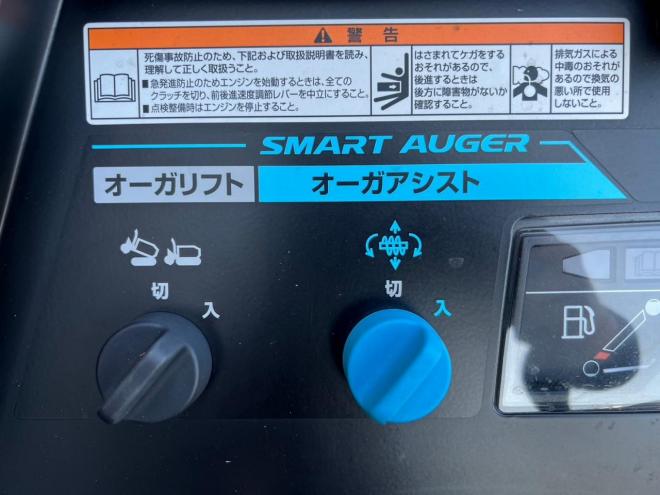 警告
死傷事故防止のため、下記および取扱説明書を読み、
理解して正しく取扱うこと。
■ 急発進防止のためエンジンを始動するときは、全ての
クラッチを切り、前後進速度調節レバーを中立にすること。
■ 点検整備時はエンジンを停止すること。
はさまれてケガをする
おそれがあるので、
後進するときは
後方に障害物がないか
確認すること。
排気ガスによる
中毒のおそれが
あるので換気の
悪い所で使用
しないこと。
SMART AUGER
オーガリフト
オーガアシスト
切
入
切
入